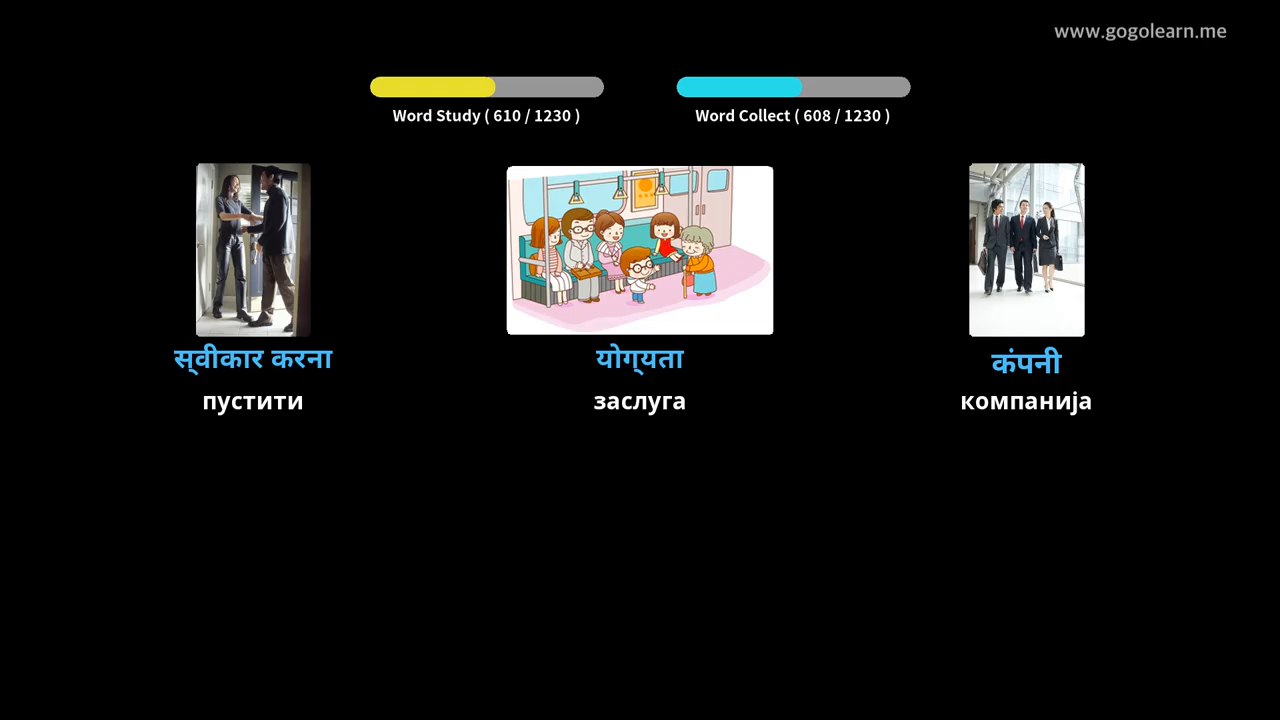 www.gogolearn.me
Word Study ( 610 / 1230 )
Word Collect ( 608 / 1230 )
स्वीकार करना
योग्यता
कंपनी
пустити
заслуга
компанија